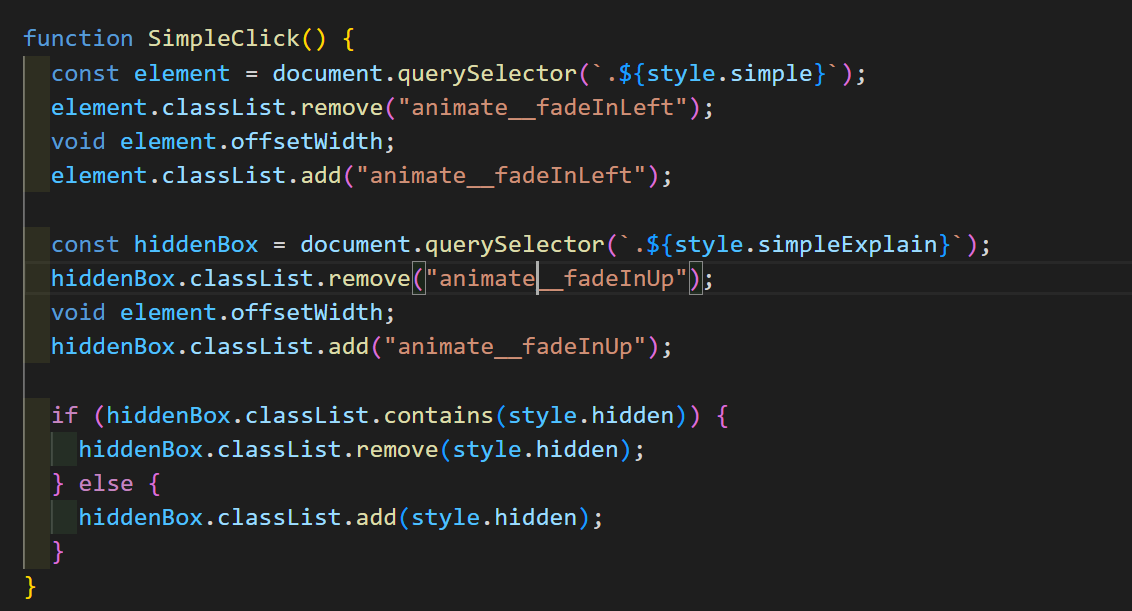 function SimpleClick() {
  const element = document.querySelector(`.${style.simple}`);
  element.classList.remove("animate__fadeInLeft");
  void element.offsetWidth;
  element.classList.add("animate__fadeInLeft");

  const hiddenBox = document.querySelector(`.${style.simpleExplain}`);
  hiddenBox.classList.remove("animate__fadeInUp");
  void element.offsetWidth;
  hiddenBox.classList.add("animate__fadeInUp");

  if (hiddenBox.classList.contains(style.hidden)) {
    hiddenBox.classList.remove(style.hidden);
  } else {
    hiddenBox.classList.add(style.hidden);
  }
}